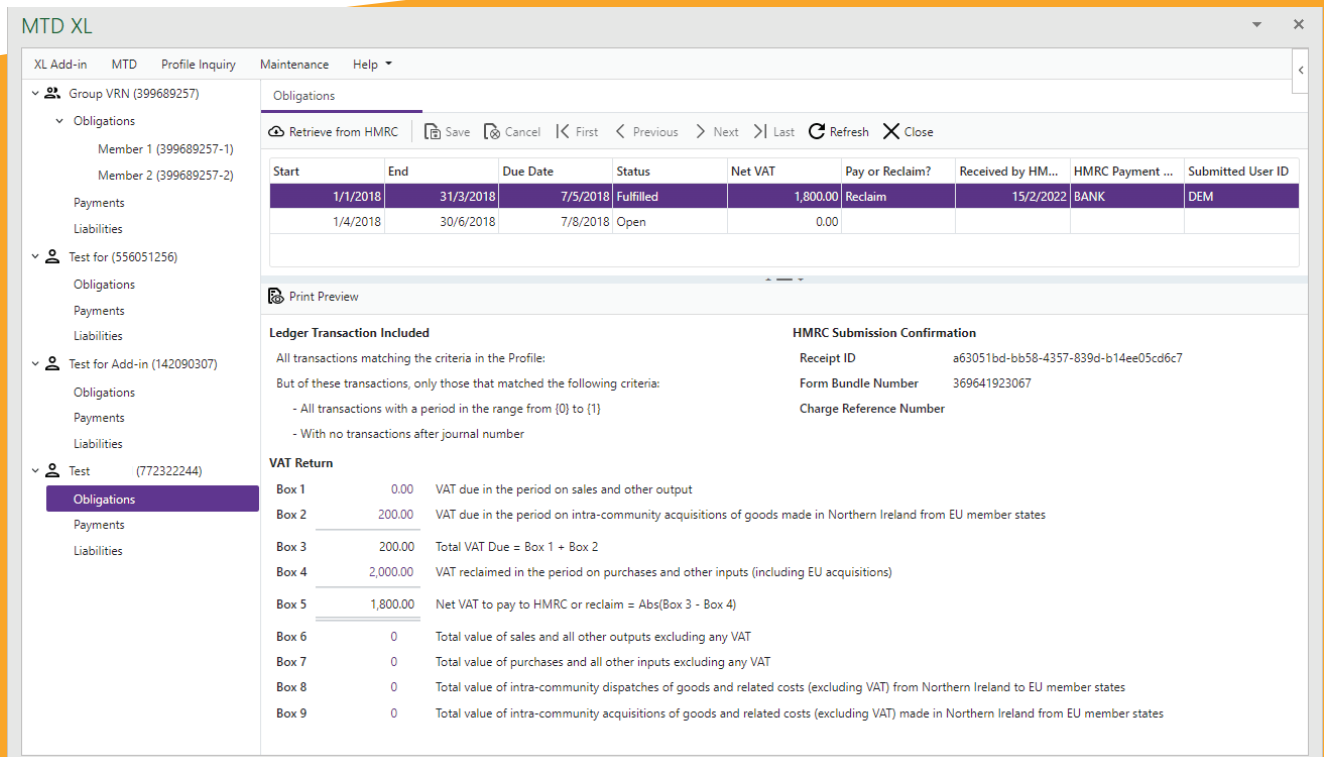 MTD XL
XL Add-in MTD Profile Inquiry Maintenance Help
Group VRN (399689257)
Obligations
Member 1 (399689257-1)
Member 2 (399689257-2)
Payments
Liabilities
Test for (556051256)
Obligations
Payments
Liabilities
Test for Add-in (142090307)
Obligations
Payments
Liabilities
Test (772322244)
Obligations
Payments
Liabilities
Obligations
Retrieve from HMRC Save Cancel First Previous Next Last Refresh Close
Start End Due Date Status Net VAT Pay or Reclaim? Received by HM... HMRC Payment ... Submitted User ID
1/1/2018 31/3/2018 7/5/2018 Fulfilled 1,800.00 Reclaim 15/2/2022 BANK DEM
1/4/2018 30/6/2018 7/8/2018 Open 0.00
Print Preview
Ledger Transaction Included
All transactions matching the criteria in the Profile:
But of these transactions, only those that matched the following criteria:
- All transactions with a period in the range from {0} to {1}
- With no transactions after journal number
HMRC Submission Confirmation
Receipt ID a63051bd-bb58-4357-839d-b14ee05cd6c7
Form Bundle Number 369641923067
Charge Reference Number
VAT Return
Box 1 0.00 VAT due in the period on sales and other output
Box 2 200.00 VAT due in the period on intra-community acquisitions of goods made in Northern Ireland from EU member states
Box 3 200.00 Total VAT Due = Box 1 + Box 2
Box 4 2,000.00 VAT reclaimed in the period on purchases and other inputs (including EU acquisitions)
Box 5 1,800.00 Net VAT to pay to HMRC or reclaim = Abs(Box 3 - Box 4)
Box 6 0 Total value of sales and all other outputs excluding any VAT
Box 7 0 Total value of purchases and all other inputs excluding any VAT
Box 8 0 Total value of intra-community dispatches of goods and related costs (excluding VAT) from Northern Ireland to EU member states
Box 9 0 Total value of intra-community acquisitions of goods and related costs (excluding VAT) made in Northern Ireland from EU member states